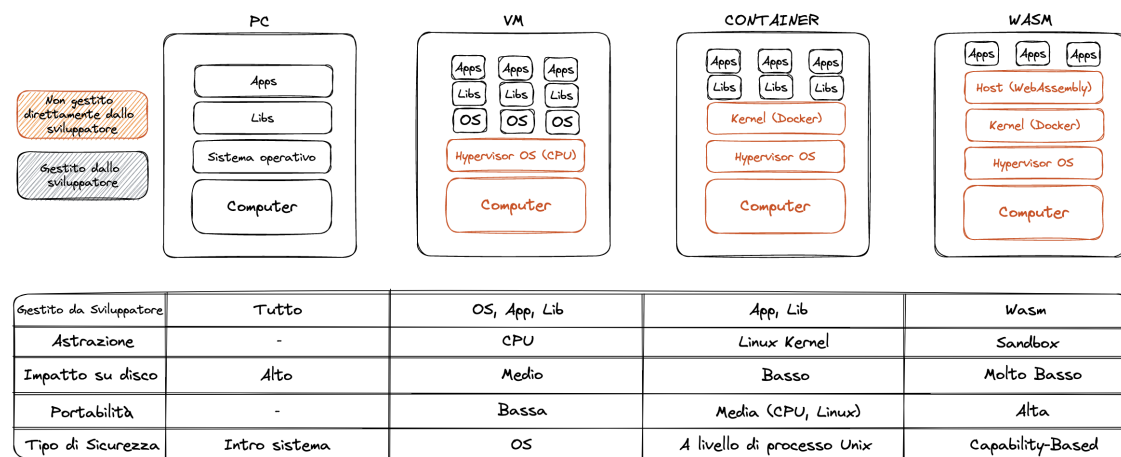 PC
VM
CONTAINER
WASM
Non gestito
direttamente dallo
sviluppatore
Gestito dallo
sviluppatore
Apps
Libs
Sistema operativo
Computer
Apps Apps Apps
Libs Libs Libs
OS OS OS
Hypervisor OS (CPU)
Computer
Apps Apps Apps
Libs Libs Libs
Kernel (Docker)
Hypervisor OS
Computer
Apps Apps Apps
Host (WebAssembly)
Kernel (Docker)
Hypervisor OS
Computer
Gestito da Sviluppatore Tutto OS, App, Lib App, Lib Wasm
Astrazione - CPU Linux Kernel Sandbox
Impatto su disco Alto Medio Basso Molto Basso
Portabilità - Bassa Media (CPU, Linux) Alta
Tipo di Sicurezza Intro sistema OS A livello di processo Unix Capability-Based